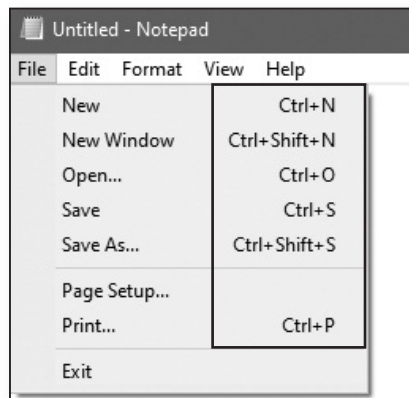 Untitled - Notepad
File Edit Format View Help
New Ctrl+N
New Window Ctrl+Shift+N
Open... Ctrl+O
Save Ctrl+S
Save As... Ctrl+Shift+S
Page Setup...
Print... Ctrl+P
Exit